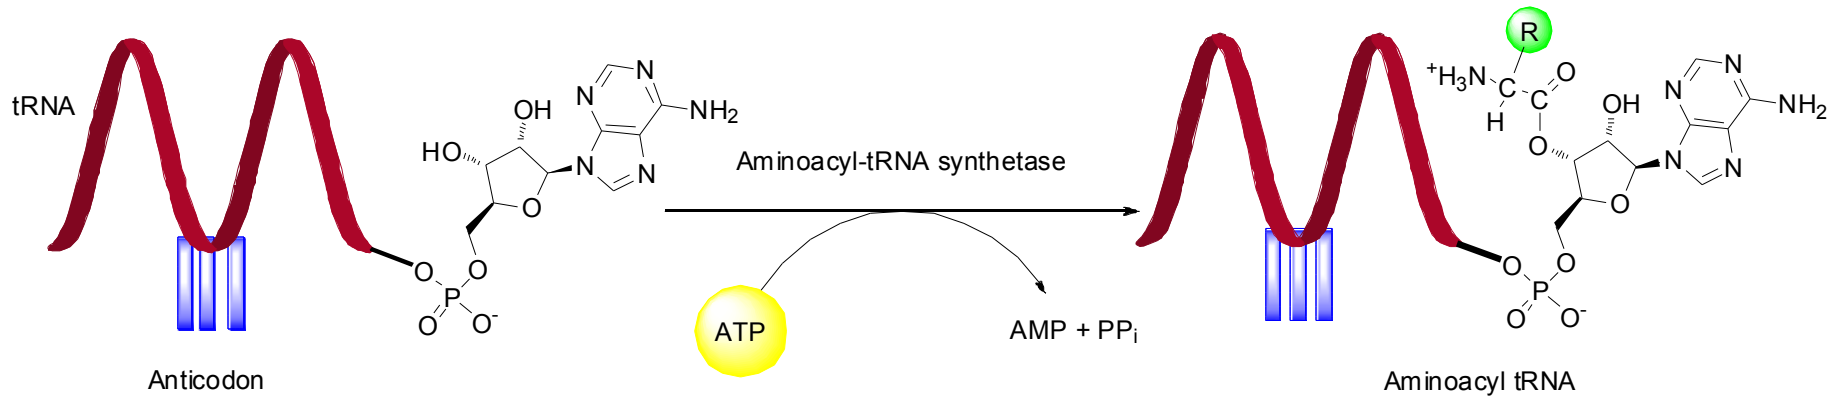 tRNA
HO
OH
N
N
NH2
N
N
O
O
O
P
O
O-
Anticodon
Aminoacyl-tRNA synthetase
ATP
AMP + PPi
R
+H3N
C
H
C
O
O
OH
N
N
NH2
N
N
O
O
O
P
O
O-
Aminoacyl tRNA